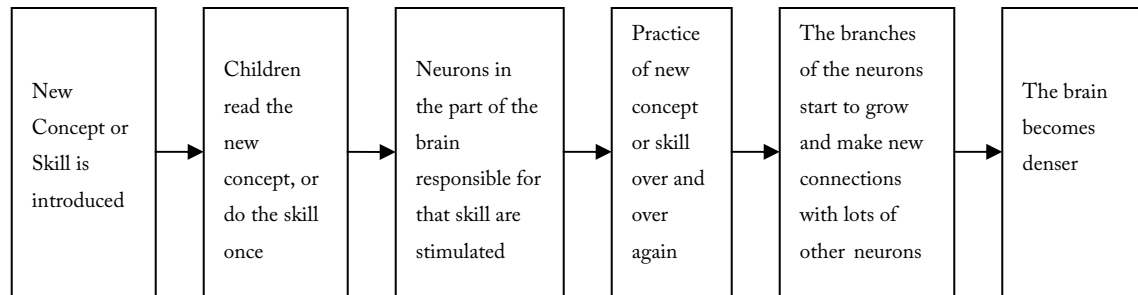 New
Concept or
Skill is
introduced
Children
read the
new
concept, or
do the skill
once
Neurons in
the part of the
brain
responsible for
that skill are
stimulated
Practice
of new
concept
or skill
over and
over
again
The branches
of the neurons
start to grow
and make new
connections
with lots of
other neurons
The brain
becomes
denser